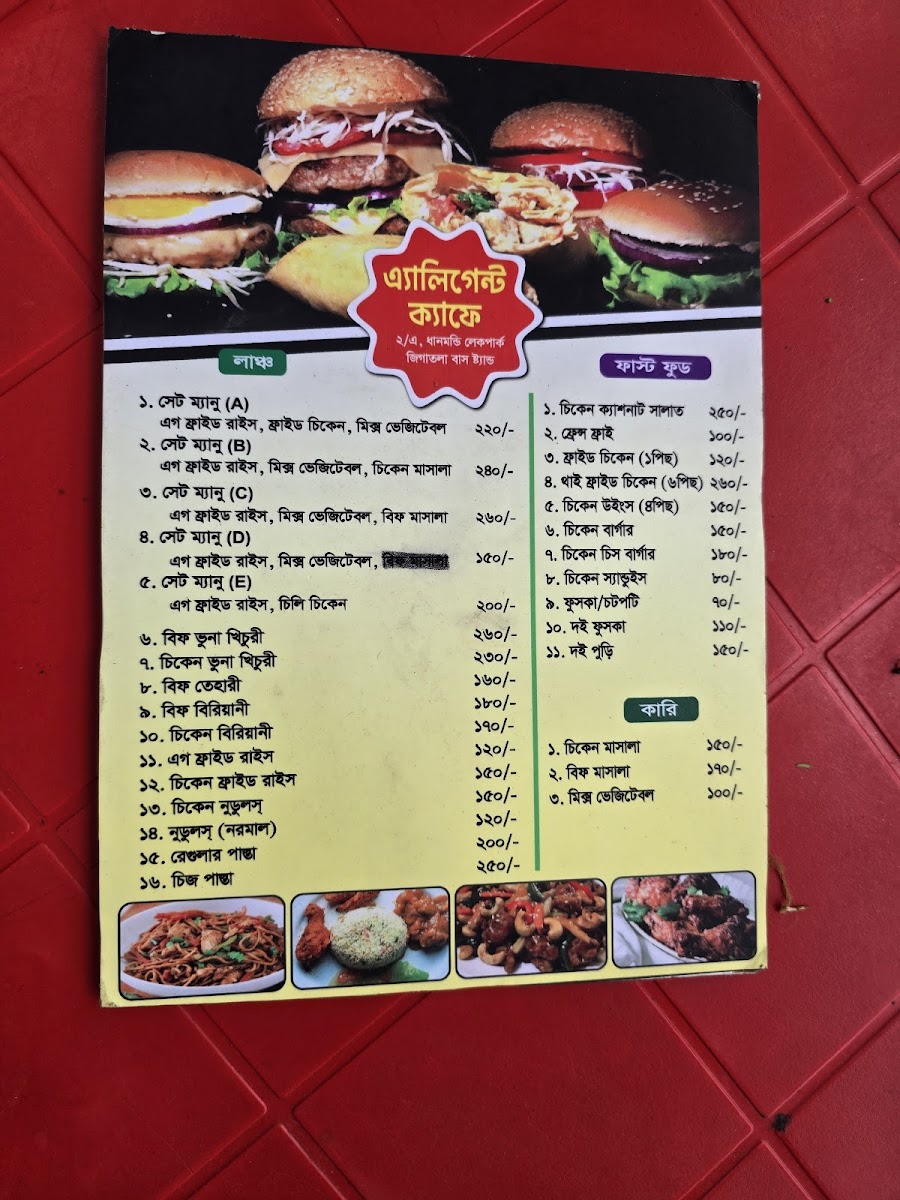 এ্যালিগেন্ট
ক্যাফে
২/এ, ধানমন্ডি লেকপার্ক
জিগাতলা বাস ষ্ট্যান্ড
লাঞ্চ
১. সেট ম্যানু (A)
এগ ফ্রাইড রাইস, ফ্রাইড চিকেন, মিক্স ভেজিটেবল ২২০/-
২. সেট ম্যানু (B)
এগ ফ্রাইড রাইস, মিক্স ভেজিটেবল, চিকেন মাসালা ২৪০/-
৩. সেট ম্যানু (C)
এগ ফ্রাইড রাইস, মিক্স ভেজিটেবল, বিফ মাসালা ২৬০/-
৪. সেট ম্যানু (D)
এগ ফ্রাইড রাইস, মিক্স ভেজিটেবল, ১৫০/-
৫. সেট ম্যানু (E)
এগ ফ্রাইড রাইস, চিলি চিকেন ২০০/-
৬. বিফ ভুনা খিচুরী ২৬০/-
৭. চিকেন ভুনা খিচুরী ২৩০/-
৮. বিফ তেহারী ১৬০/-
৯. বিফ বিরিয়ানী ১৮০/-
১০. চিকেন বিরিয়ানী ১৭০/-
১১. এগ ফ্রাইড রাইস ১২০/-
১২. চিকেন ফ্রাইড রাইস ১৫০/-
১৩. চিকেন নুডুলস্ ১৫০/-
১৪. নুডুলস্ (নরমাল) ১২০/-
১৫. রেগুলার পাস্তা ২০০/-
১৬. চিজ পাস্তা ২৫০/-
ফাস্ট ফুড
১. চিকেন ক্যাশনাট সালাত ২৫০/-
২. ফ্রেন্স ফ্রাই ১০০/-
৩. ফ্রাইড চিকেন (১পিছ) ১২০/-
৪. থাই ফ্রাইড চিকেন (৬পিছ) ২৬০/-
৫. চিকেন উইংস (৪পিছ) ১৫০/-
৬. চিকেন বার্গার ১৫০/-
৭. চিকেন চিস বার্গার ১৮০/-
৮. চিকেন স্যান্ডুইস ৮০/-
৯. ফুসকা/চটপটি ৭০/-
১০. দই ফুসকা ১১০/-
১১. দই পুড়ি ১৫০/-
কারি
১. চিকেন মাসালা ১৫০/-
২. বিফ মাসালা ১৭০/-
৩. মিক্স ভেজিটেবল ১০০/-